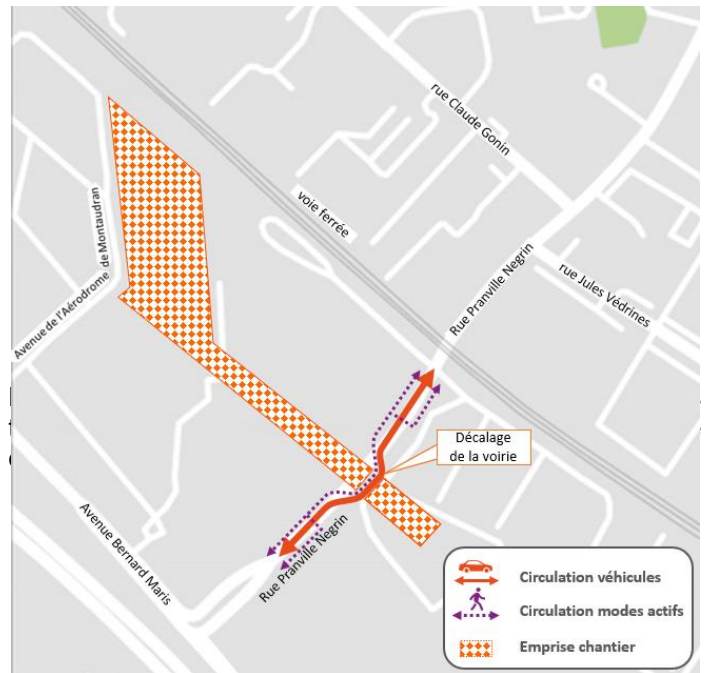 rue Claude Gonin
voie ferrée
Avenue de l'Aérodrome
de Montaudran
Rue Pranville Negrin
rue Jules Védrines
Décalage
de la voirie
Avenue Bernard Maris
Rue Pranville Negrin
Circulation véhicules
Circulation modes actifs
Emprise chantier